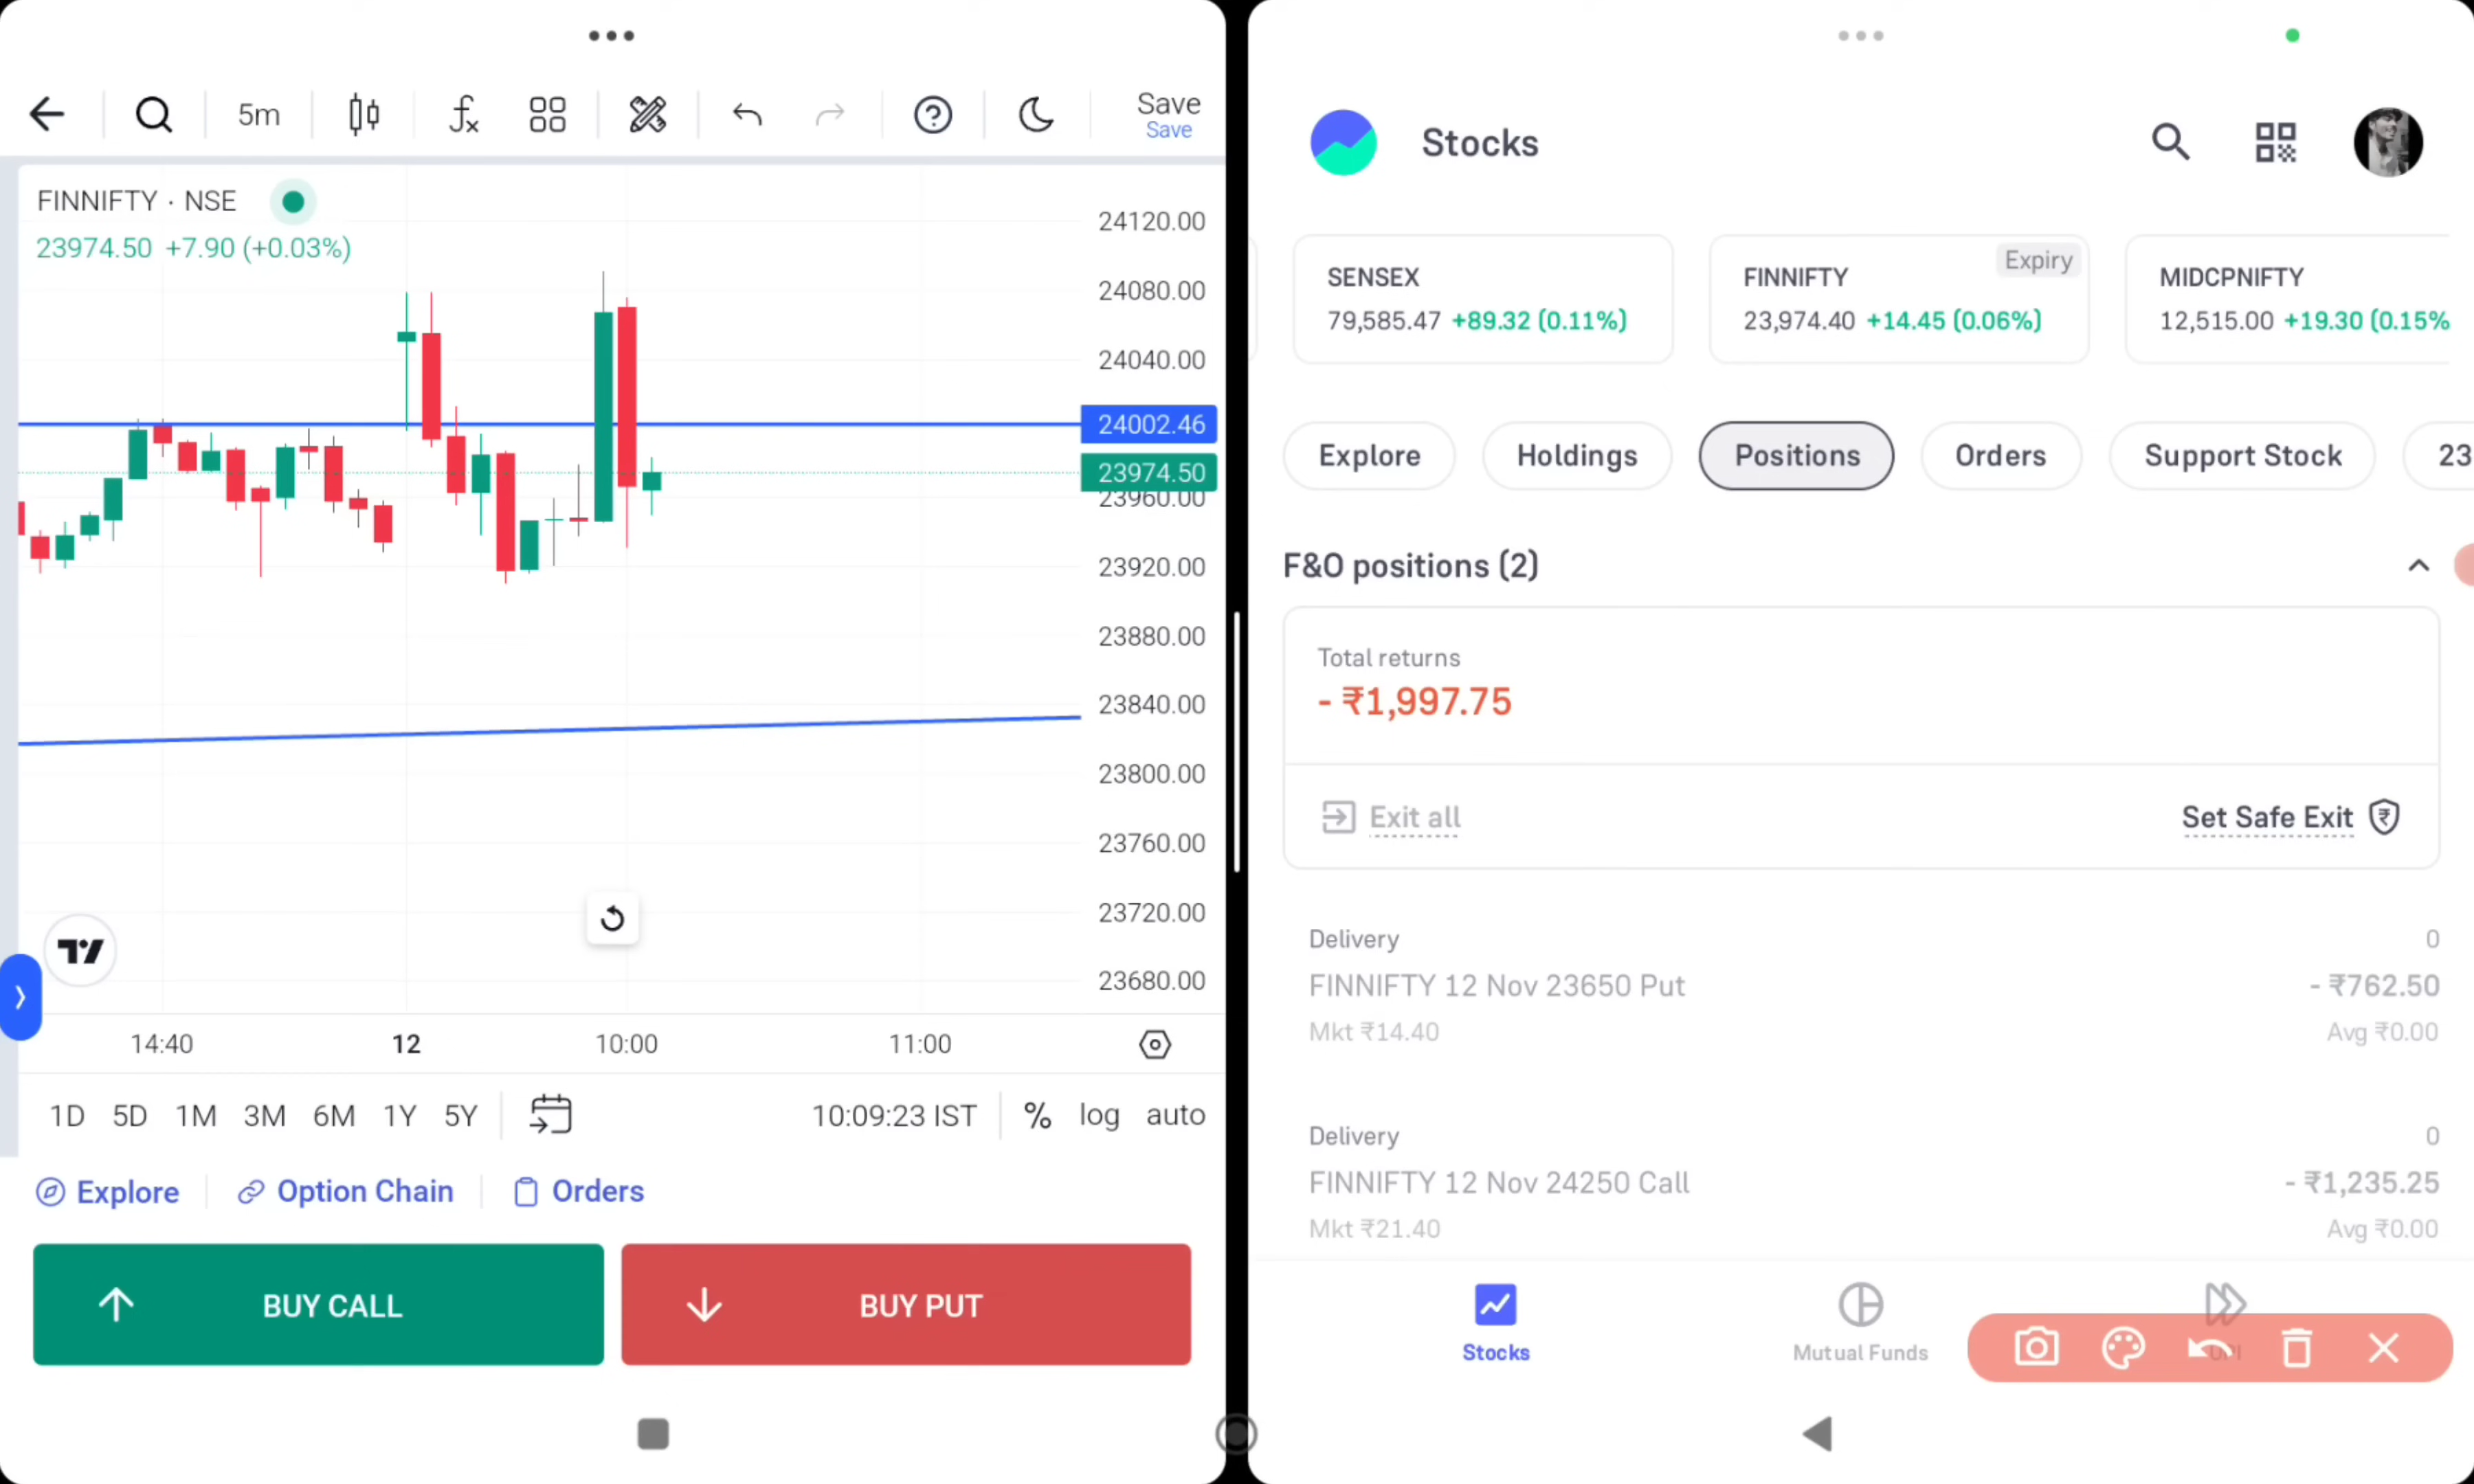 5m
Save
Save
FINNIFTY · NSE
23974.50 +7.90 (+0.03%)
24120.00
24080.00
24040.00
24002.46
23974.50
23960.00
23920.00
23880.00
23840.00
23800.00
23760.00
23720.00
23680.00
14:40 12 10:00 11:00
1D 5D 1M 3M 6M 1Y 5Y 10:09:23 IST % log auto
Explore Option Chain Orders
BUY CALL BUY PUT
Stocks
SENSEX
79,585.47 +89.32 (0.11%)
FINNIFTY Expiry
23,974.40 +14.45 (0.06%)
MIDCPNIFTY
12,515.00 +19.30 (0.15%
Explore Holdings Positions Orders Support Stock 23
F&O positions (2)
Total returns
- ₹1,997.75
Exit all Set Safe Exit
Delivery 0
FINNIFTY 12 Nov 23650 Put - ₹762.50
Mkt ₹14.40 Avg ₹0.00
Delivery 0
FINNIFTY 12 Nov 24250 Call - ₹1,235.25
Mkt ₹21.40 Avg ₹0.00
Stocks Mutual Funds